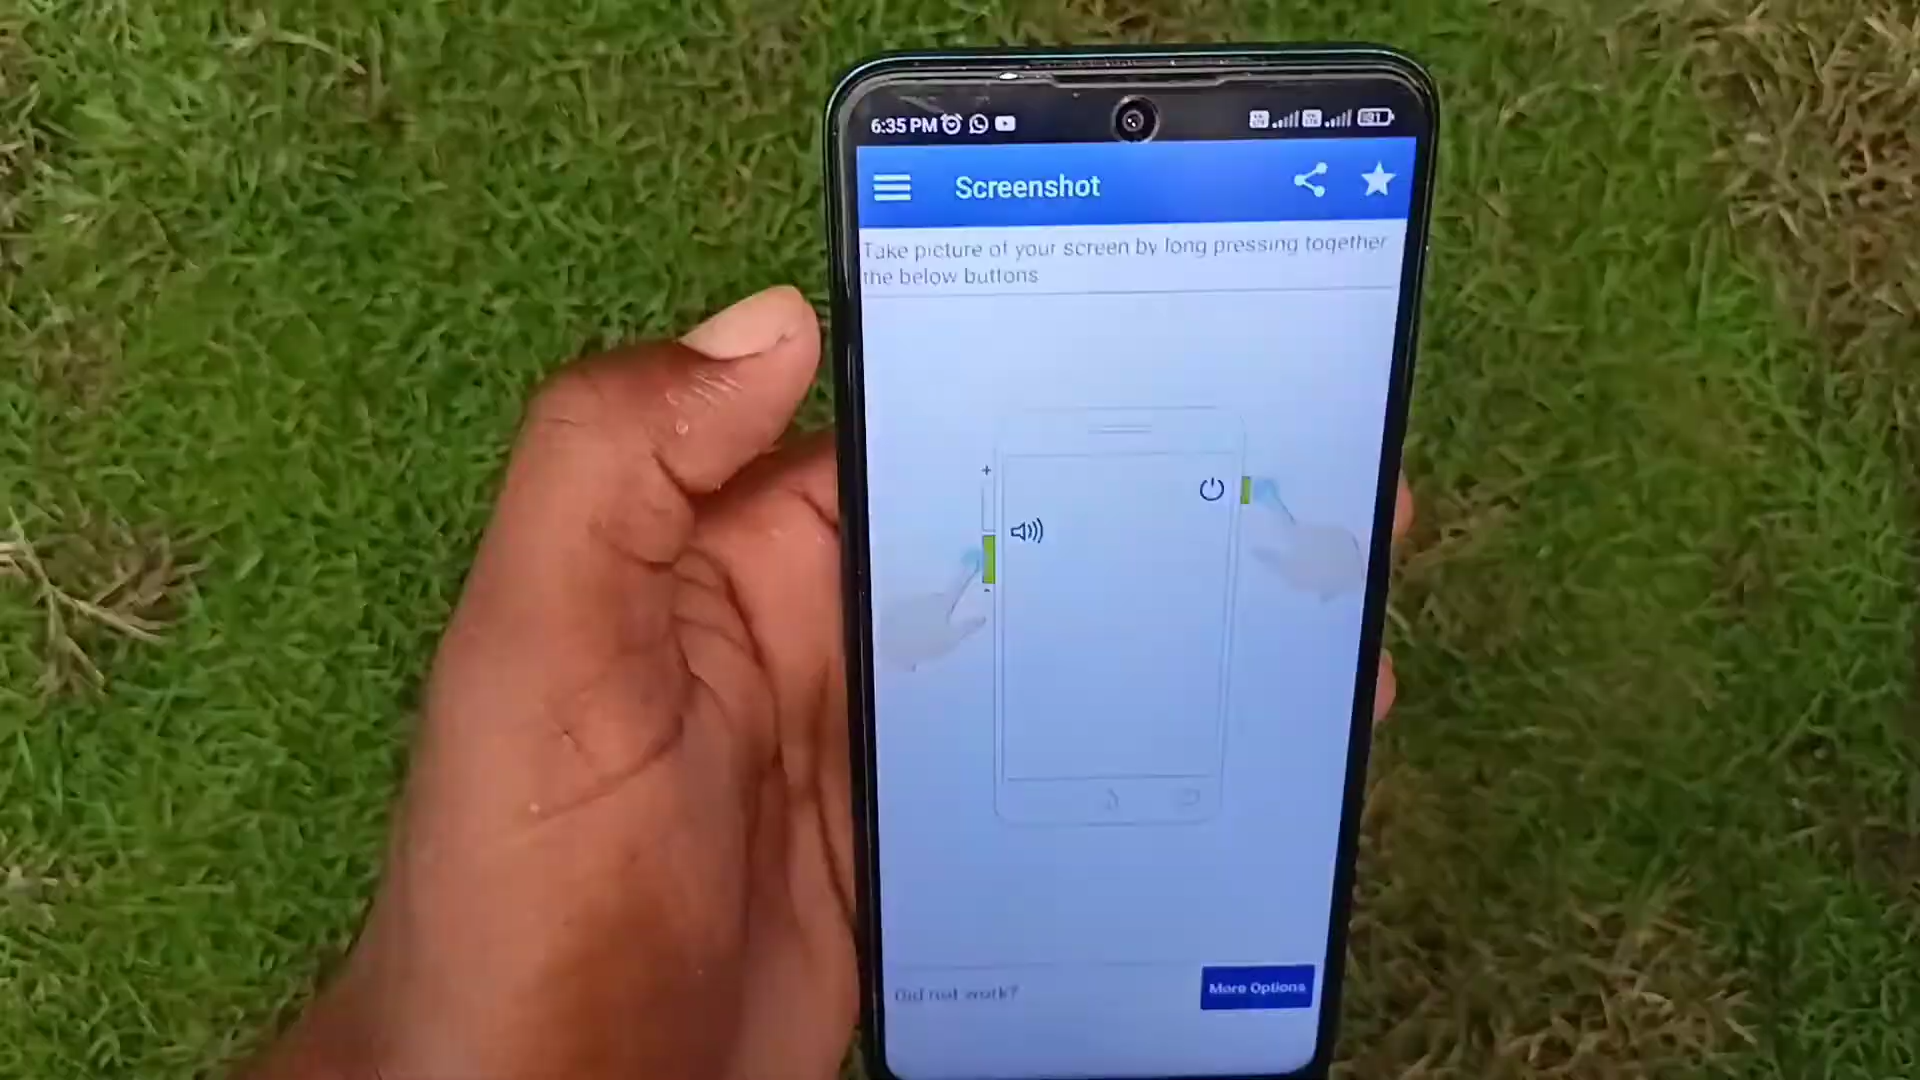 6:35 PM
Screenshot
Take picture of your screen by long pressing together
the below buttons
+
-
Did not work?
More Options